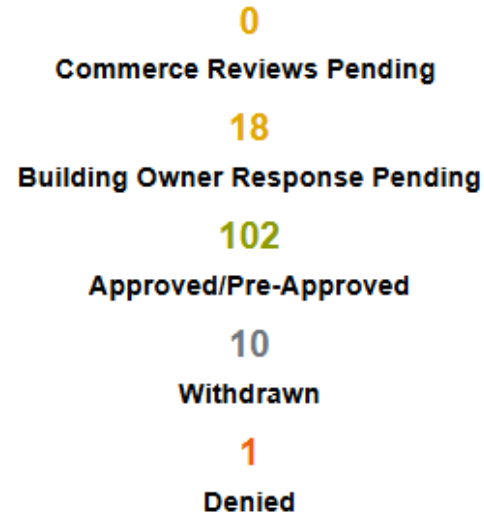 0
Commerce Reviews Pending
18
Building Owner Response Pending
102
Approved/Pre-Approved
10
Withdrawn
1
Denied